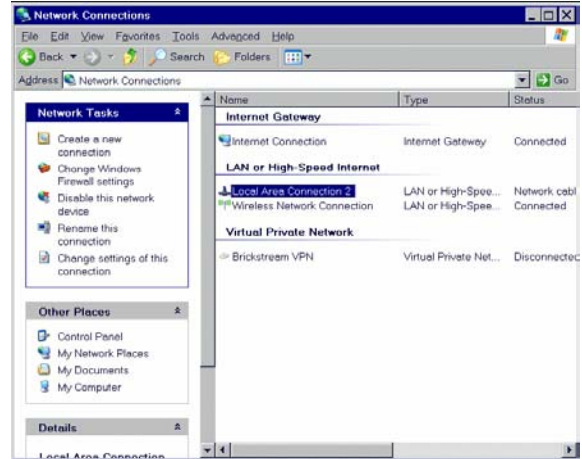 Network Connections
File Edit View Favorites Tools Advanced Help
Back Search Folders
Address Network Connections Go
Network Tasks
Create a new
connection
Change Windows
Firewall settings
Disable this network
device
Rename this
connection
Change settings of this
connection
Other Places
Control Panel
My Network Places
My Documents
My Computer
Details
Local Area Connection
Name Type Status
Internet Gateway
Internet Connection Internet Gateway Connected
LAN or High-Speed Internet
Local Area Connection 2 LAN or High-Spee... Network cabl
Wireless Network Connection LAN or High-Spee... Connected
Virtual Private Network
Brickstream VPN Virtual Private Net... Disconnected